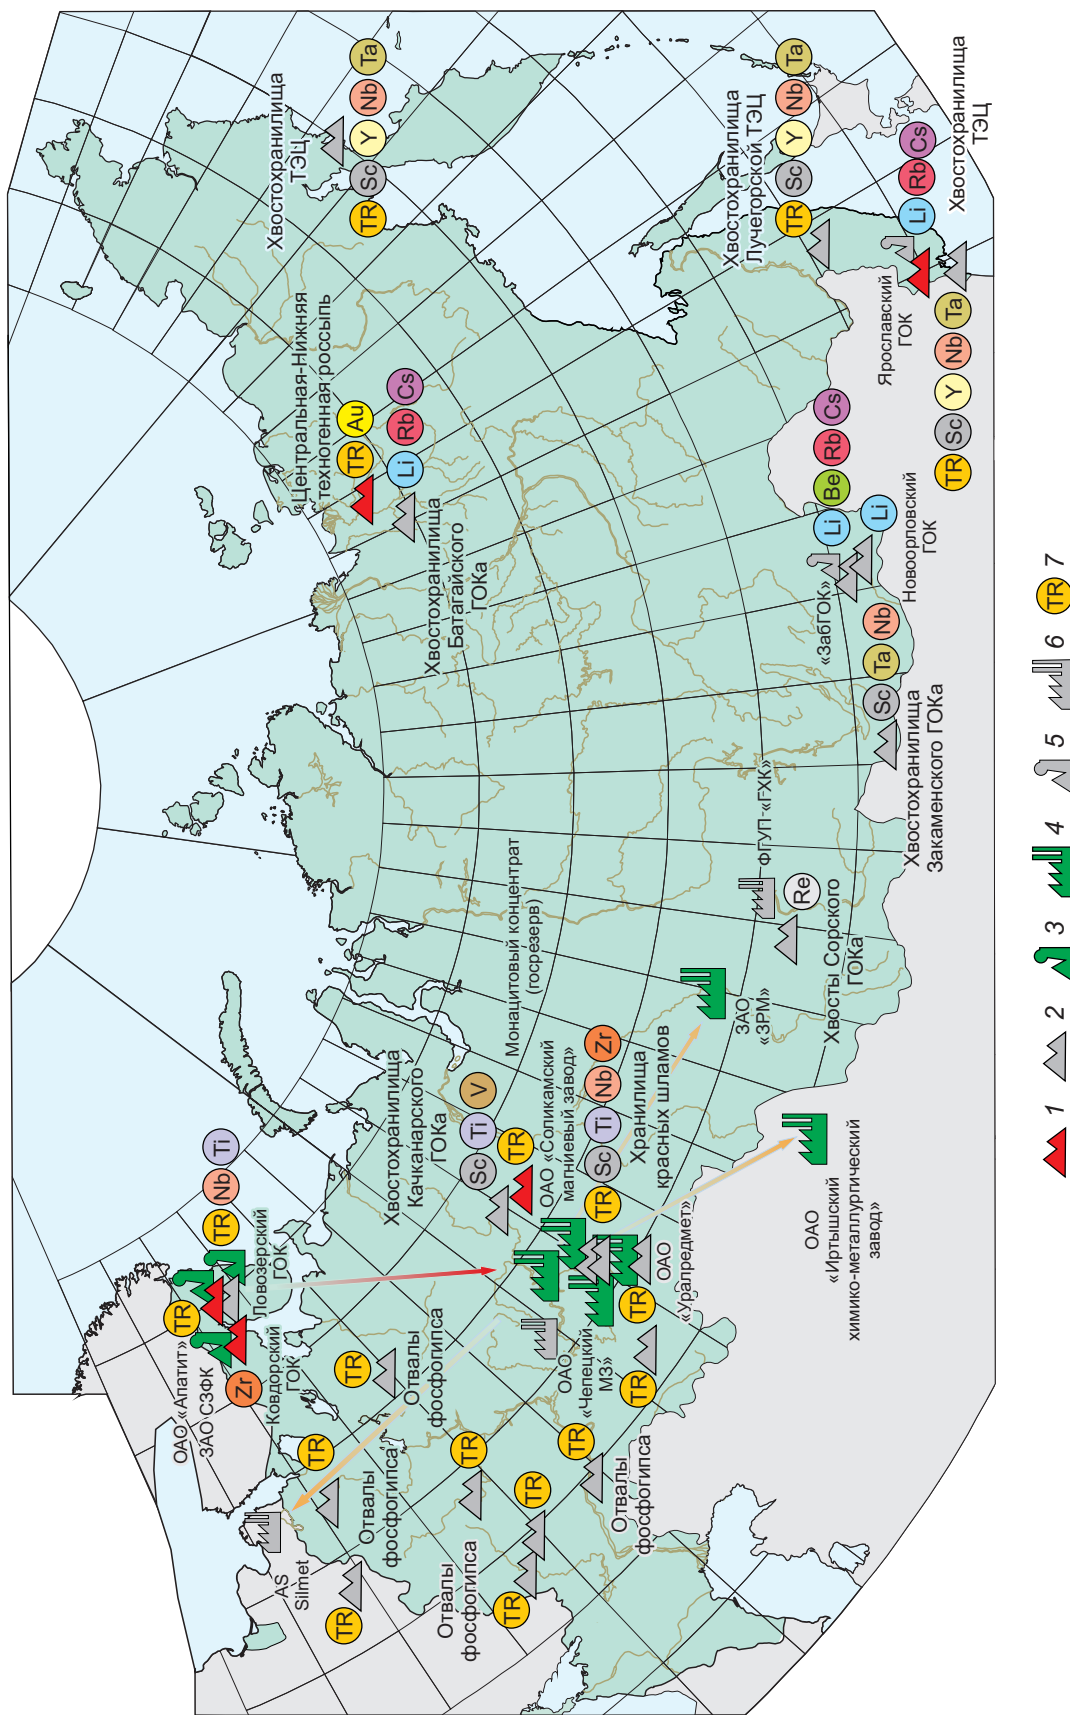 ОАО «Апатит»
ЗАО СЗФК
TR
Ковдорский
ГОК
Zr
Ловозерский
ГОК
TR
Nb
Ti
AS
Silmet
TR
TR
Отвалы
фосфогипса
TR
Отвалы
фосфогипса
TR
TR
TR
Отвалы
фосфогипса
TR
Отвалы
фосфогипса
TR
TR
ОАО
«Чепецкий
МЗ»
ОАО
«Уралредмет»
Хвостохранилища
Качканарского
ГОКа
Sc
Ti
V
TR
Монацитовый концентрат
(госрезерв)
ОАО «Соликамский
магниевый завод»
TR
Sc
Ti
Nb
Zr
Хранилища
красных шламов
ОАО
«Иртышский
химико-металлургический
завод»
ЗАО
«ЗРМ»
ФГУП-«ГХК»
Re
Хвосты Сорского
ГОКа
Хвостохранилища
Закаменского ГОКа
Sc
Ta
Nb
«ЗабГОК»
Li
Be
Rb
Cs
Новоорловский
ГОК
Li
Центральная-Нижняя
техногенная россыпь
TR
Au
Хвостохранилища
Батагайского
ГОКа
Li
Rb
Cs
Хвостохранилища
ТЭЦ
TR
Sc
Y
Nb
Ta
Хвостохранилища
Лучегорской ТЭЦ
TR
Sc
Y
Nb
Ta
Ярославский
ГОК
Li
Rb
Cs
Хвостохранилища
ТЭЦ
TR
Sc
Y
Nb
Ta
1
2
3
4
5
6
TR 7